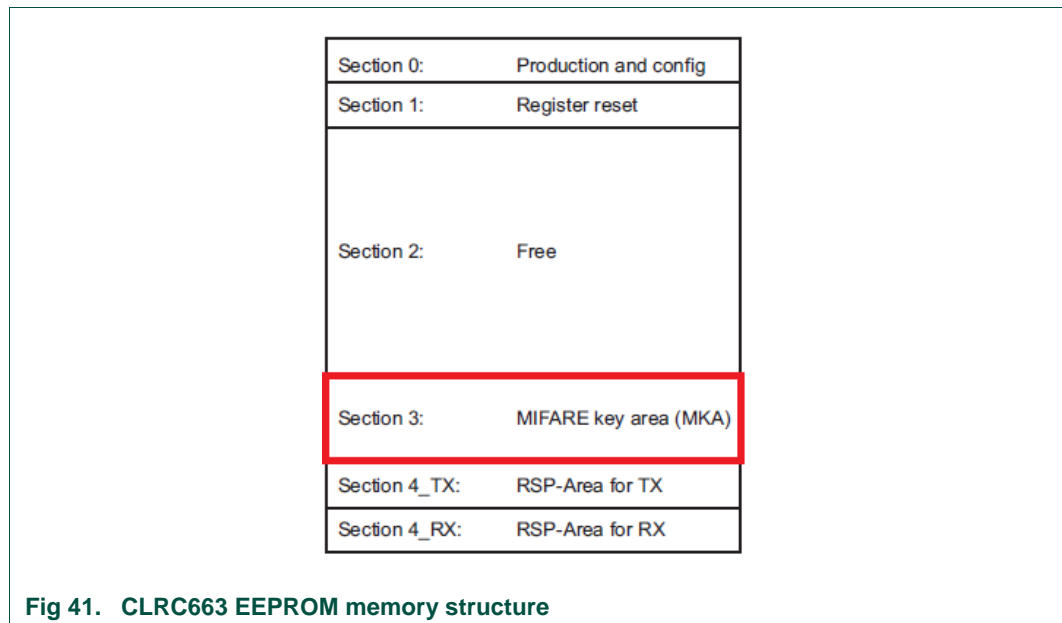 Section 0: Production and config
Section 1: Register reset
Section 2: Free
Section 3: MIFARE key area (MKA)
Section 4_TX: RSP-Area for TX
Section 4_RX: RSP-Area for RX
Fig 41. CLRC663 EEPROM memory structure